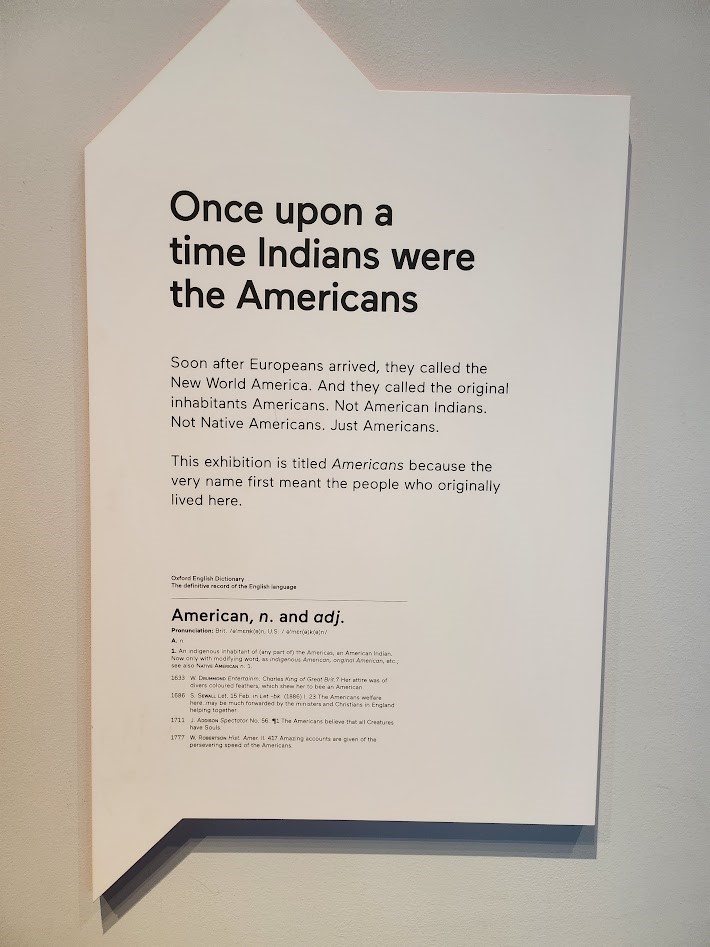 Once upon a
time Indians were
the Americans
Soon after Europeans arrived, they called the
New World America. And they called the original
inhabitants Americans. Not American Indians.
Not Native Americans. Just Americans.
This exhibition is titled Americans because the
very name first meant the people who originally
lived here.
Oxford English Dictionary
The definitive record of the English language
American, n. and adj.
Pronunciation: Brit. /əˈmɛrɪk(ə)n, U.S. /əˈmɛr(ə)k(ə)n/
A. n.
1. An indigenous inhabitant of (any part of) the Americas, an American Indian.
Now only with modifying word, as indigenous American, original American, etc.,
see also NATIVE AMERICAN n. 1.
1633 W. DRUMMOND Entertainm. Charles King of Great Brit. 7 Her attire was of
divers coloured feathers, which shew her to bee an American.
1686 S. SEWALL Let. 15 Feb. in Let.-bk. (1886) I. 23 The Americans welfare
here may be much forwarded by the ministers and Christians in England
helping together.
1711 J. ADDISON Spectator No. 56. ¶1 The Americans believe that all Creatures
have Souls.
1777 W. ROBERTSON Hist. Amer. II. 417 Amazing accounts are given of the
persevering speed of the Americans.